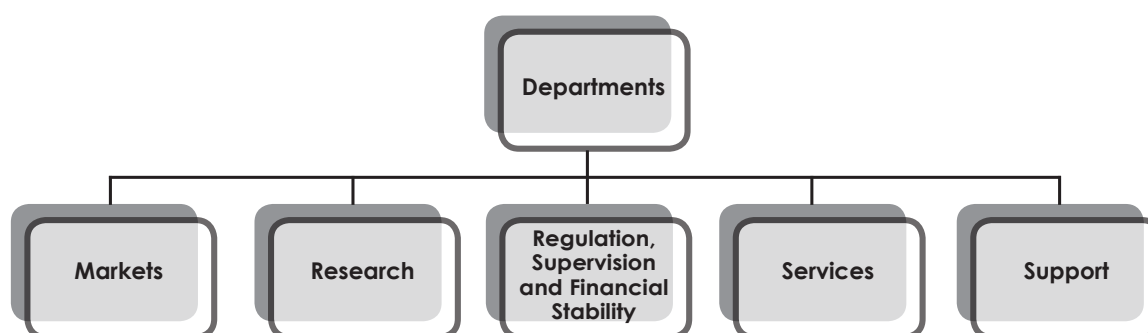 Departments
Markets
Research
Regulation,
Supervision
and Financial
Stability
Services
Support